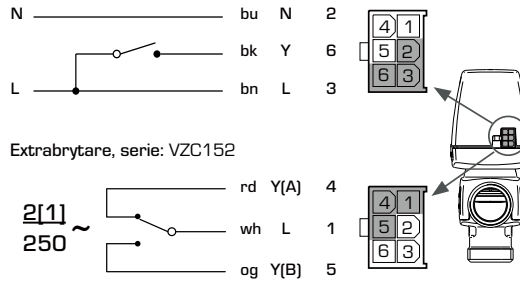 N bu N 2
bk Y 6
L bn L 3
4 1
5 2
6 3
Extrabrytare, serie: VZC152
rd Y(A) 4
2[1]
250 ~
wh L 1
og Y(B) 5
4 1
5 2
6 3